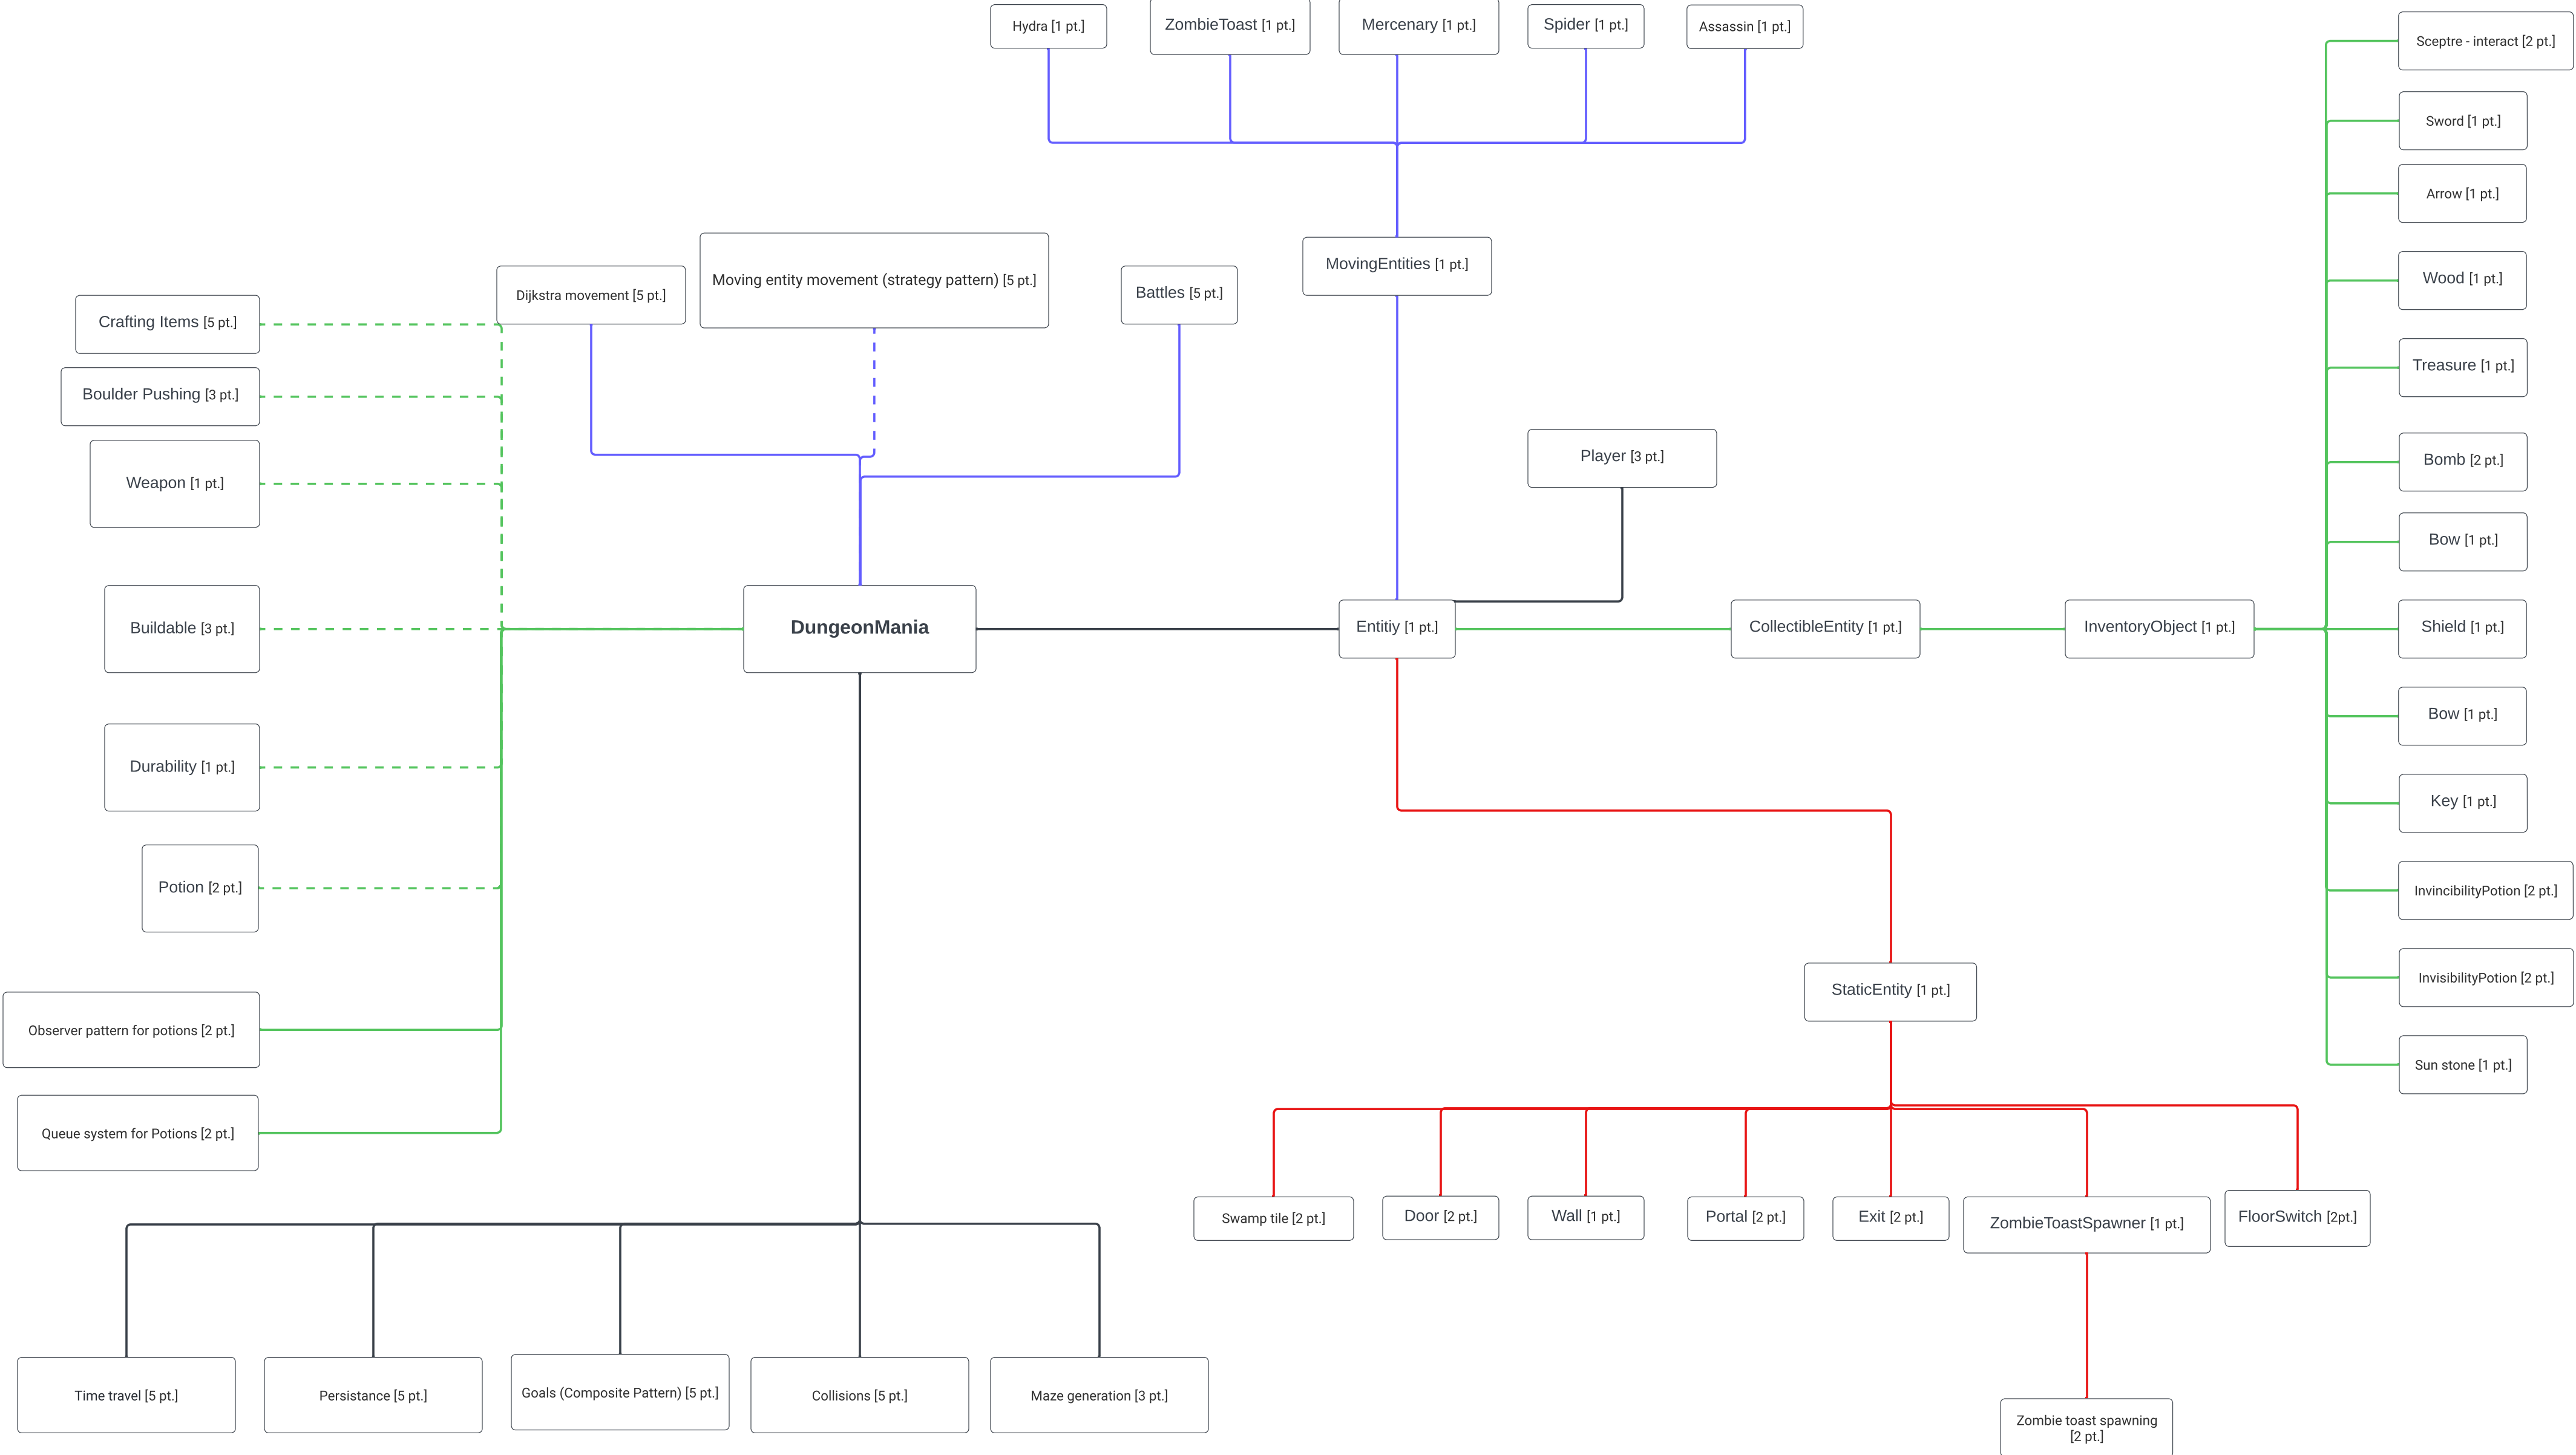 Hydra [1 pt.]
ZombieToast [1 pt.]
Mercenary [1 pt.]
Spider [1 pt.]
Assassin [1 pt.]
Sceptre - interact [2 pt.]
Sword [1 pt.]
Arrow [1 pt.]
Wood [1 pt.]
Treasure [1 pt.]
Bomb [2 pt.]
Bow [1 pt.]
Shield [1 pt.]
Bow [1 pt.]
Key [1 pt.]
InvincibilityPotion [2 pt.]
InvisibilityPotion [2 pt.]
Sun stone [1 pt.]
MovingEntities [1 pt.]
Moving entity movement (strategy pattern) [5 pt.]
Dijkstra movement [5 pt.]
Battles [5 pt.]
Crafting Items [5 pt.]
Boulder Pushing [3 pt.]
Weapon [1 pt.]
Buildable [3 pt.]
Durability [1 pt.]
Potion [2 pt.]
Observer pattern for potions [2 pt.]
Queue system for Potions [2 pt.]
Player [3 pt.]
DungeonMania
Entitiy [1 pt.]
CollectibleEntity [1 pt.]
InventoryObject [1 pt.]
StaticEntity [1 pt.]
Swamp tile [2 pt.]
Door [2 pt.]
Wall [1 pt.]
Portal [2 pt.]
Exit [2 pt.]
ZombieToastSpawner [1 pt.]
FloorSwitch [2pt.]
Time travel [5 pt.]
Persistance [5 pt.]
Goals (Composite Pattern) [5 pt.]
Collisions [5 pt.]
Maze generation [3 pt.]
Zombie toast spawning
[2 pt.]